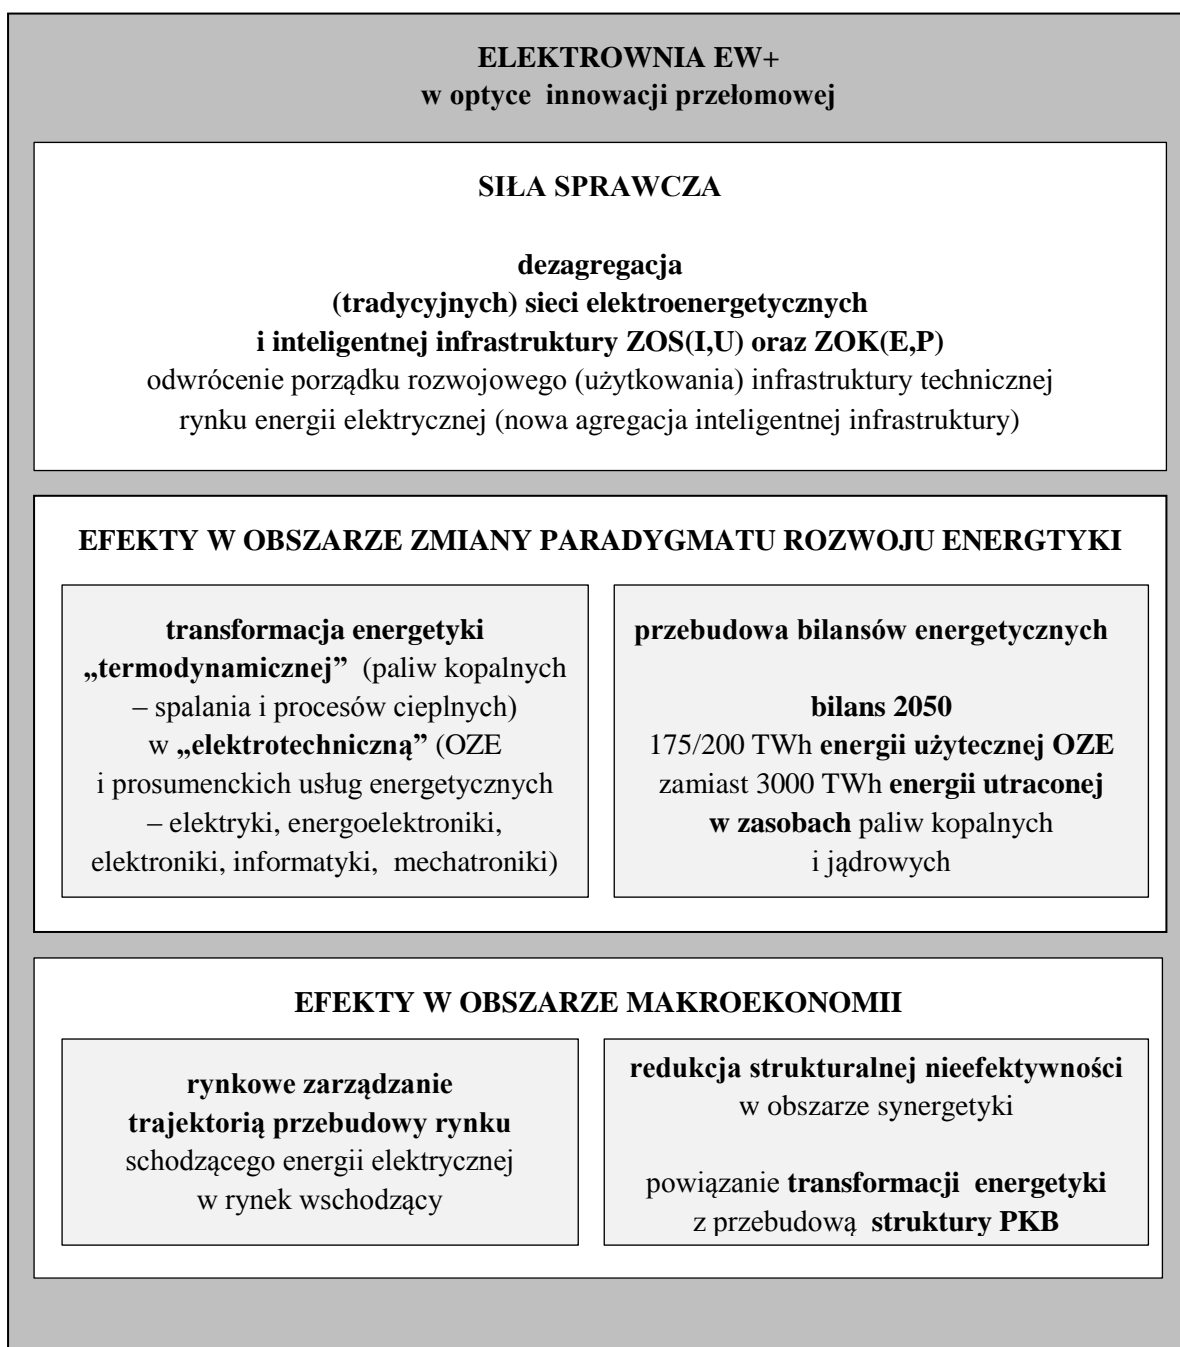 ELEKTROWNIA EW+
w optyce innowacji przełomowej
SIŁA SPRAWCZA
dezagregacja
(tradycyjnych) sieci elektroenergetycznych
i inteligentnej infrastruktury ZOS(I,U) oraz ZOK(E,P)
odwrócenie porządku rozwojowego (użytkowania) infrastruktury technicznej
rynku energii elektrycznej (nowa agregacja inteligentnej infrastruktury)
EFEKTY W OBSZARZE ZMIANY PARADYGMATU ROZWOJU ENERGTYKI
transformacja energetyki
„termodynamicznej” (paliw kopalnych
– spalania i procesów cieplnych)
w „elektrotechniczną” (OZE
i prosumenckich usług energetycznych
– elektryki, energoelektroniki,
elektroniki, informatyki, mechatroniki)
przebudowa bilansów energetycznych
bilans 2050
175/200 TWh energii użytecznej OZE
zamiast 3000 TWh energii utraconej
w zasobach paliw kopalnych
i jądrowych
EFEKTY W OBSZARZE MAKROEKONOMII
rynkowe zarządzanie
trajektorią przebudowy rynku
schodzącego energii elektrycznej
w rynek wschodzący
redukcja strukturalnej nieefektywności
w obszarze synergetyki
powiązanie transformacji energetyki
z przebudową struktury PKB